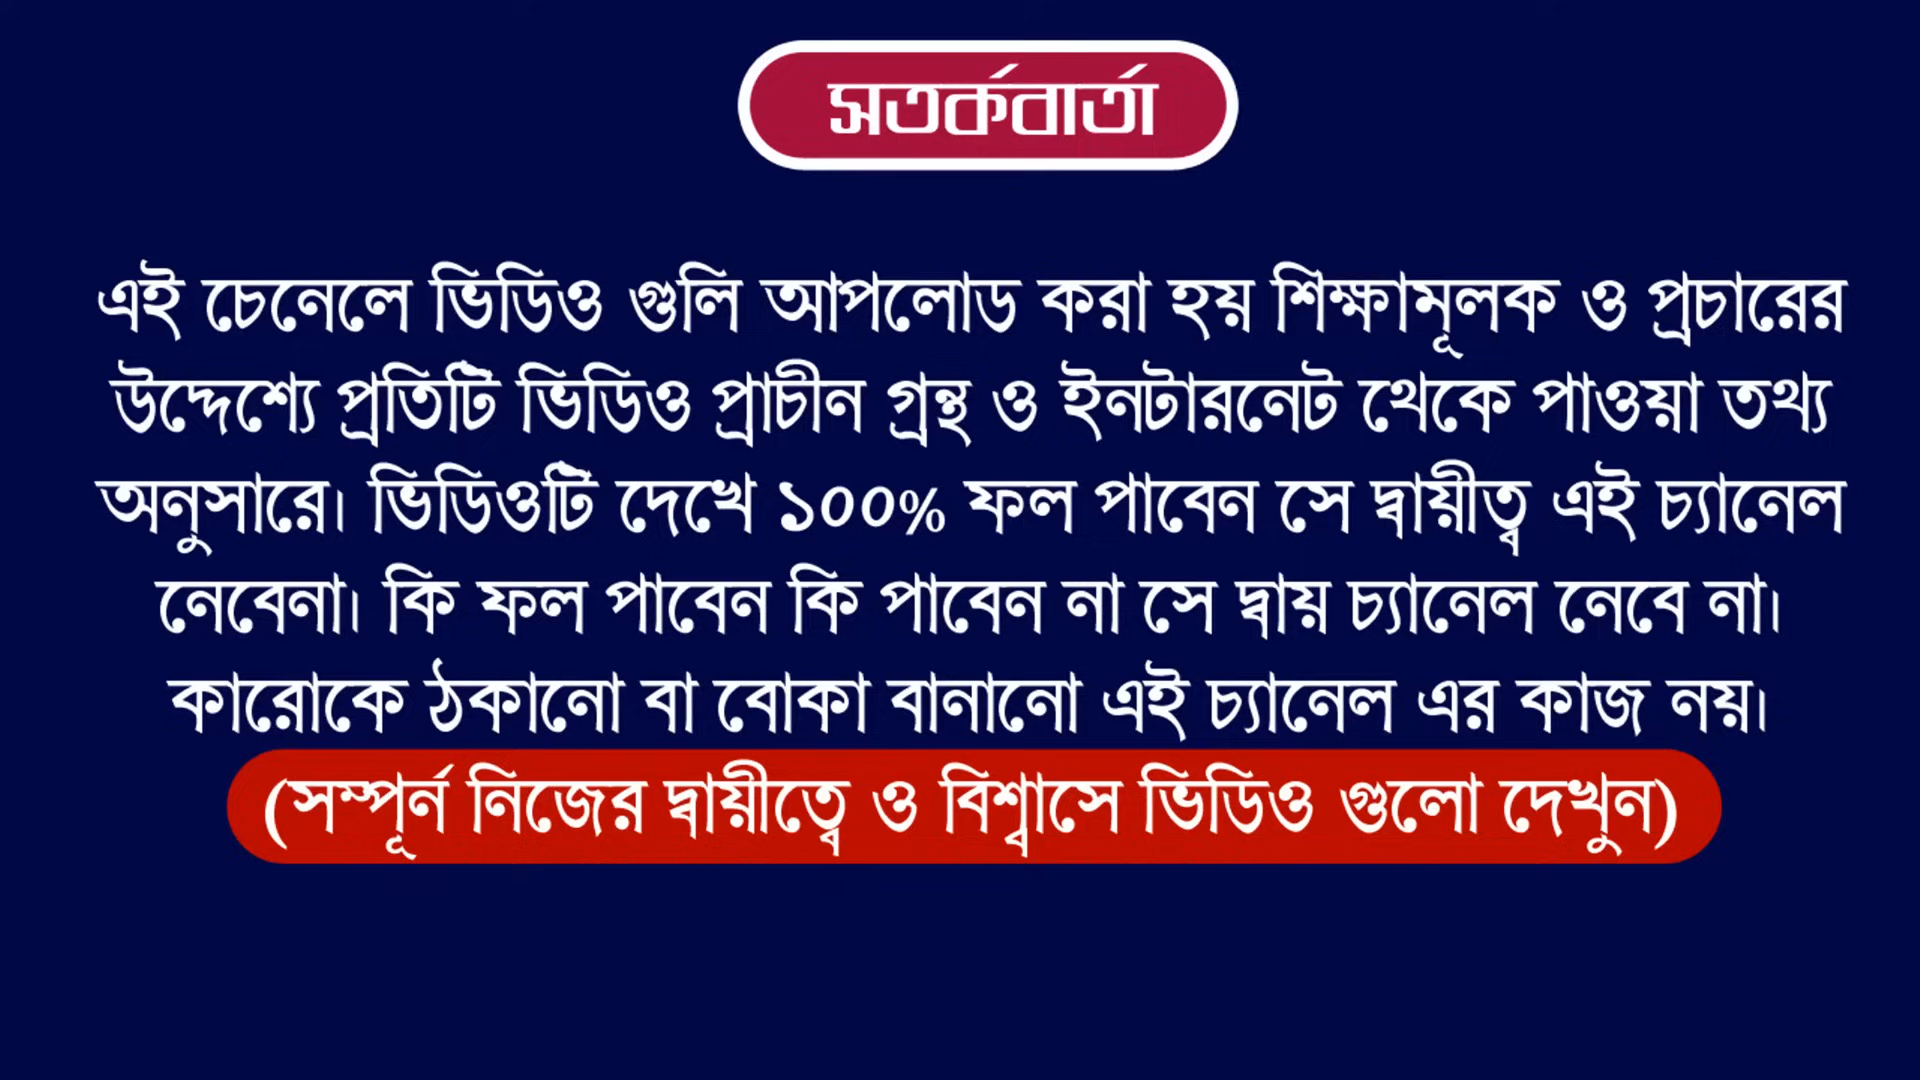 সতর্কবার্তা
এই চেনেলে ভিডিও গুলি আপলোড করা হয় শিক্ষামূলক ও প্রচারের
উদ্দেশ্যে প্রতিটি ভিডিও প্রাচীন গ্রন্থ ও ইনটারনেট থেকে পাওয়া তথ্য
অনুসারে। ভিডিওটি দেখে ১০০% ফল পাবেন সে দ্বায়ীত্ব এই চ্যানেল
নেবেনা। কি ফল পাবেন কি পাবেন না সে দ্বায় চ্যানেল নেবে না।
কারোকে ঠকানো বা বোকা বানানো এই চ্যানেল এর কাজ নয়।
(সম্পূর্ন নিজের দ্বায়ীত্বে ও বিশ্বাসে ভিডিও গুলো দেখুন)